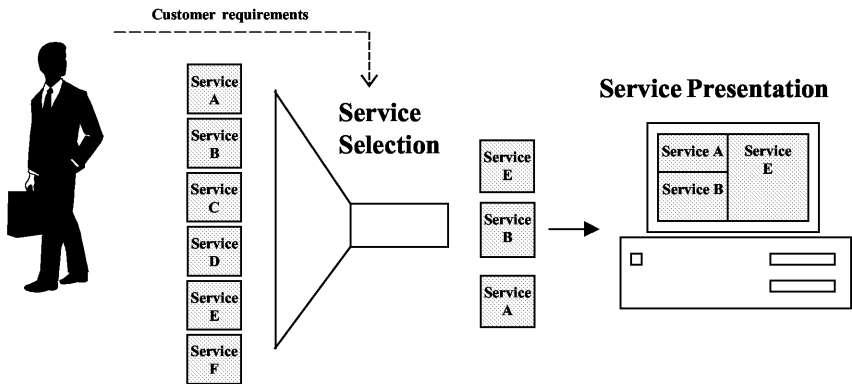 Customer requirements
Service
A
Service
B
Service
C
Service
D
Service
E
Service
F
Service
Selection
Service
E
Service
B
Service
A
Service Presentation
Service A
Service B
Service
E